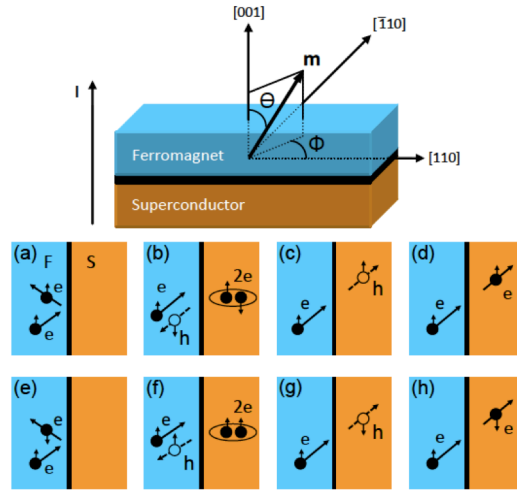 [001]
[1̅10]
m
I
Θ
Φ
Ferromagnet
[110]
Superconductor
(a) F S e e
(b) e h 2e
(c) e h
(d) e e
(e) e e
(f) e h 2e
(g) e h
(h) e e